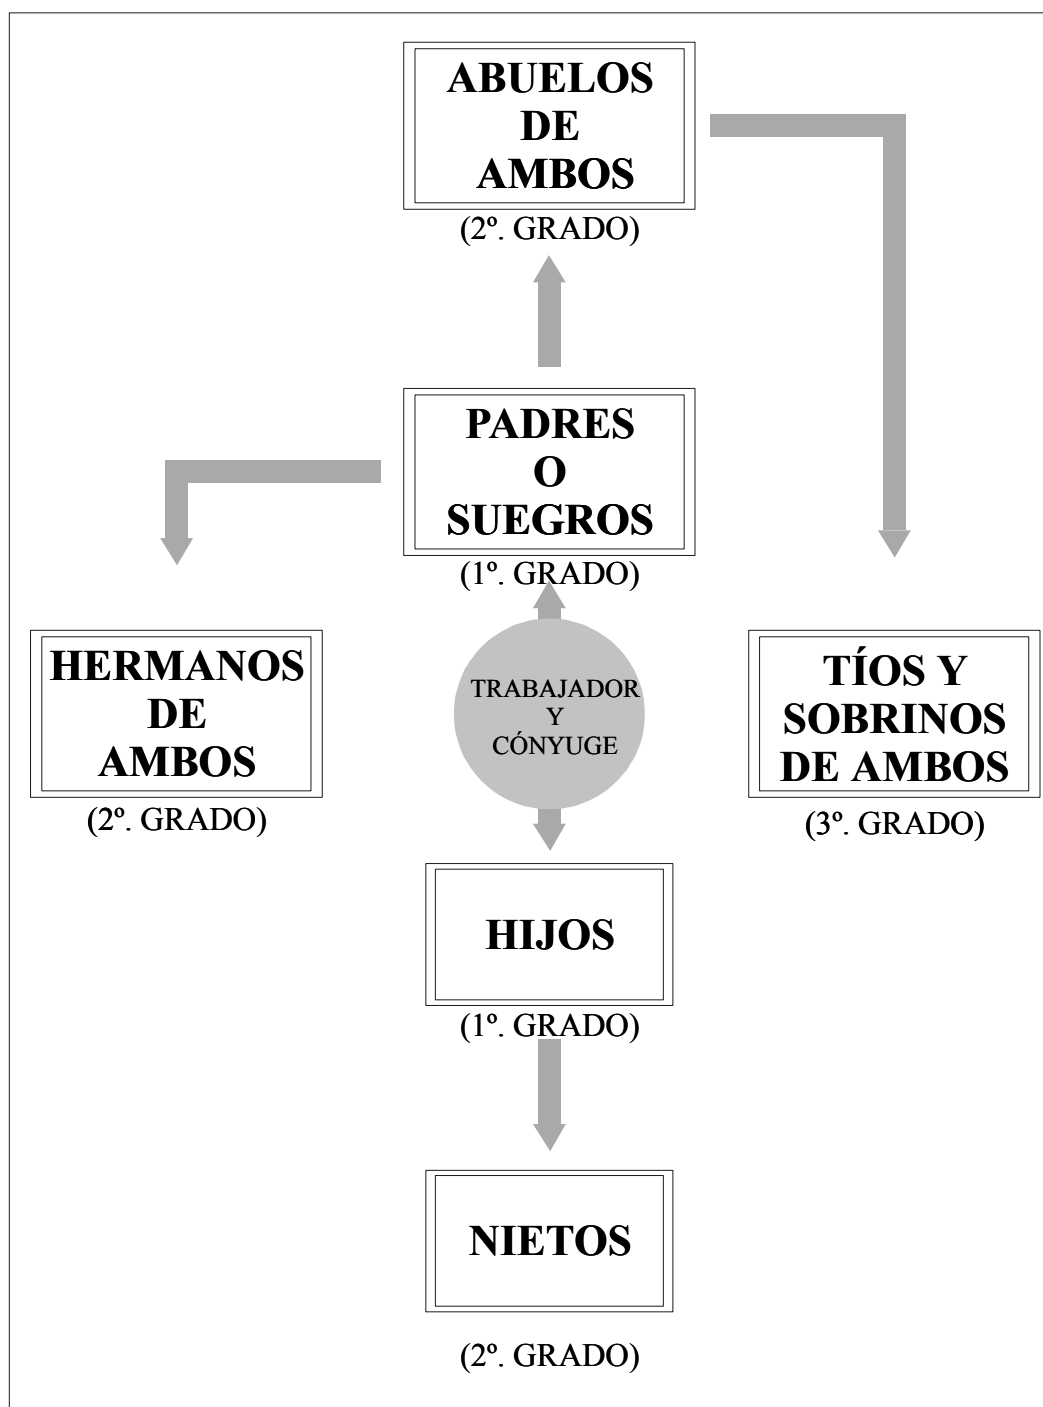 ABUELOS
DE
AMBOS
(2º. GRADO)
PADRES
O
SUEGROS
(1º. GRADO)
HERMANOS
DE
AMBOS
(2º. GRADO)
TRABAJADOR
Y
CÓNYUGE
TÍOS Y
SOBRINOS
DE AMBOS
(3º. GRADO)
HIJOS
(1º. GRADO)
NIETOS
(2º. GRADO)